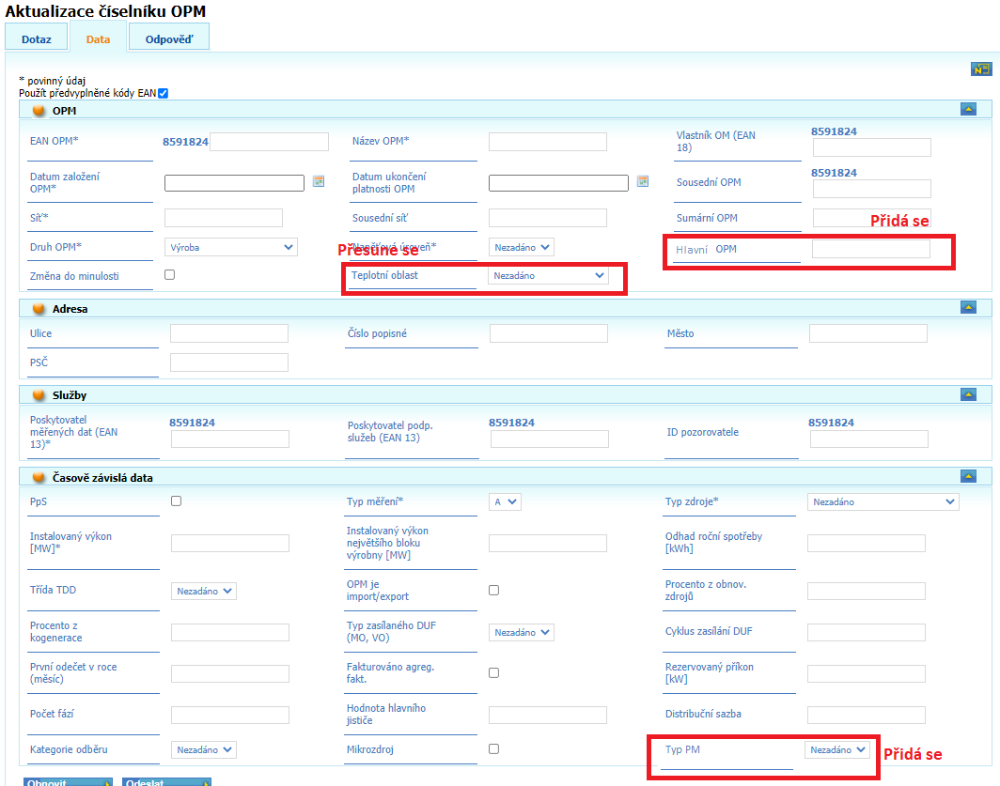 Aktualizace číselníku OPM
Dotaz Data Odpověď
* povinný údaj
Použít předvyplněné kódy EAN
OPM
EAN OPM* 8591824 Název OPM* Vlastník OM (EAN 18) 8591824
Datum založení OPM* Datum ukončení platnosti OPM Sousední OPM 8591824
Síť* Sousední síť Sumární OPM
Přidá se
Druh OPM* Výroba Napěťová úroveň* Nezadáno Hlavní OPM
Přesune se
Změna do minulosti Teplotní oblast Nezadáno
Adresa
Ulice Číslo popisné Město
PSČ
Služby
Poskytovatel měřených dat (EAN 13)* 8591824 Poskytovatel podp. služeb (EAN 13) 8591824 ID pozorovatele 8591824
Časově závislá data
PpS Typ měření* A Typ zdroje* Nezadáno
Instalovaný výkon [MW]* Instalovaný výkon největšího bloku výrobny [MW] Odhad roční spotřeby [kWh]
Třída TDD Nezadáno OPM je import/export Procento z obnov. zdrojů
Procento z kogenerace Typ zasílaného DUF (MO, VO) Nezadáno Cyklus zasílání DUF
První odečet v roce (měsíc) Fakturováno agreg. fakt. Rezervovaný příkon [kW]
Počet fází Hodnota hlavního jističe Distribuční sazba
Kategorie odběru Nezadáno Mikrozdroj Typ PM Nezadáno Přidá se
Obnovit Odeslat